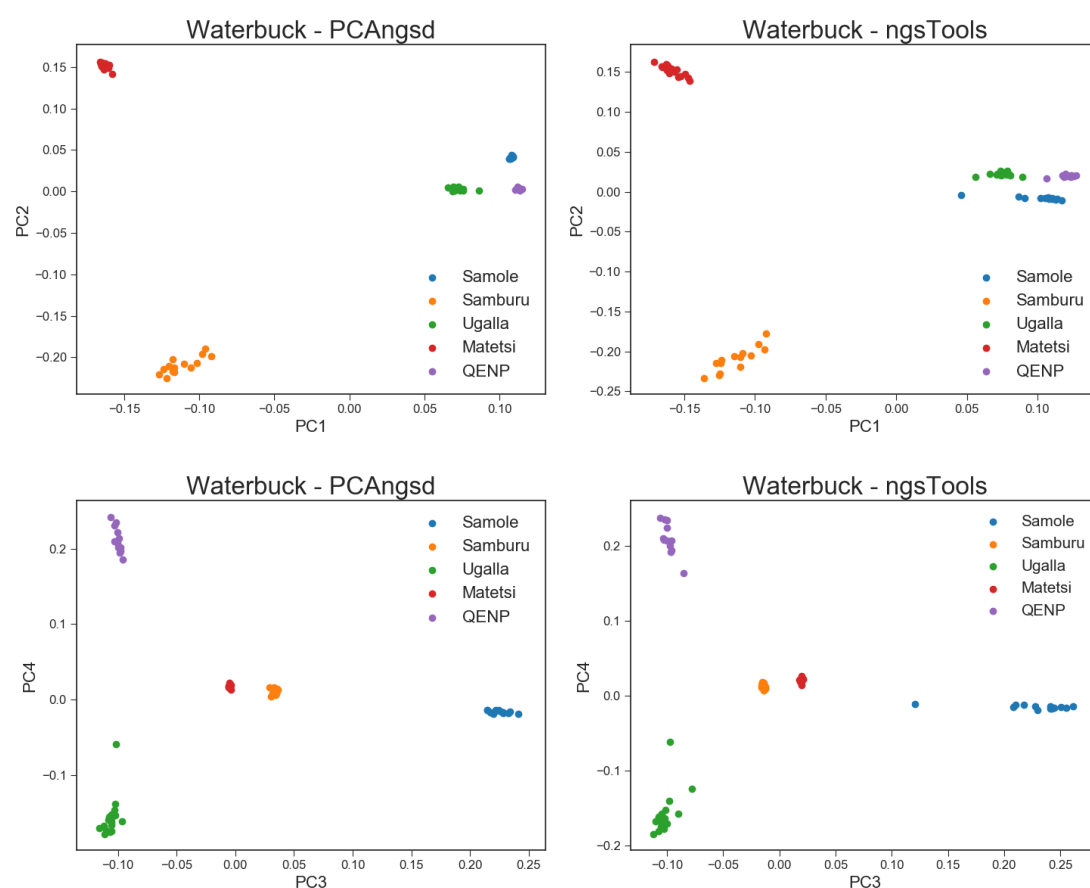 Waterbuck - PCAngsd
0.15
0.10
0.05
0.00
−0.05
−0.10
−0.15
−0.20
PC2
−0.15
−0.10
−0.05
0.00
0.05
0.10
PC1
Samole
Samburu
Ugalla
Matetsi
QENP
Waterbuck - ngsTools
0.15
0.10
0.05
0.00
−0.05
−0.10
−0.15
−0.20
−0.25
PC2
−0.15
−0.10
−0.05
0.00
0.05
0.10
PC1
Samole
Samburu
Ugalla
Matetsi
QENP
Waterbuck - PCAngsd
0.2
0.1
0.0
−0.1
PC4
−0.10
−0.05
0.00
0.05
0.10
0.15
0.20
0.25
PC3
Samole
Samburu
Ugalla
Matetsi
QENP
Waterbuck - ngsTools
0.2
0.1
0.0
−0.1
−0.2
PC4
−0.10
−0.05
0.00
0.05
0.10
0.15
0.20
0.25
PC3
Samole
Samburu
Ugalla
Matetsi
QENP